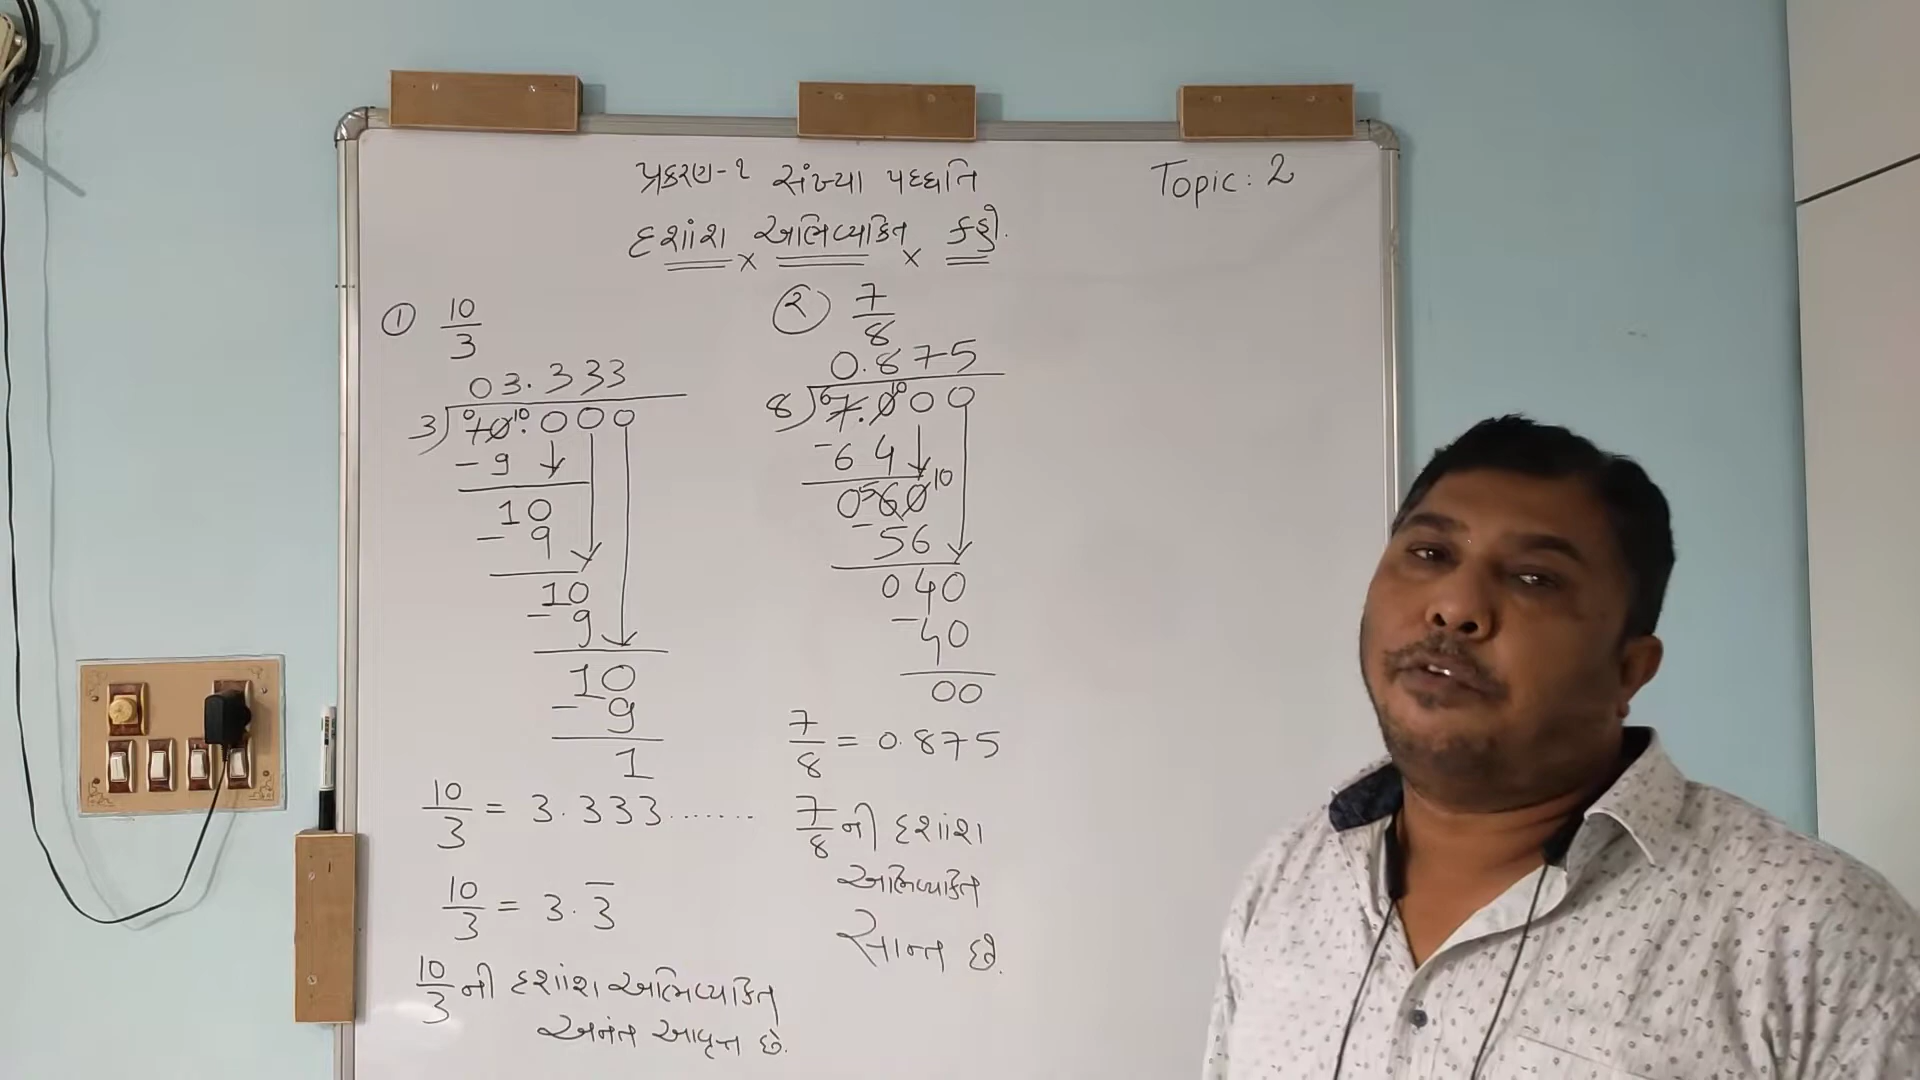 પ્રકરણ-૧ સંખ્યા પદ્ધતિ
Topic: 2
દશાંશ અભિવ્યક્તિ કહો.
① 10/3
03.333
3)10.000
- 9
10
- 9
10
- 9
10
- 9
1
10/3 = 3.333.......
10/3 = 3.3̅
10/3 ની દશાંશ અભિવ્યક્તિ
અનંત આવૃત્ત છે.
(૨) 7/8
0.875
8)7.000
- 64
060
- 56
040
- 40
00
7/8 = 0.875
7/8 ની દશાંશ
અભિવ્યક્તિ
સાન્ત છે.